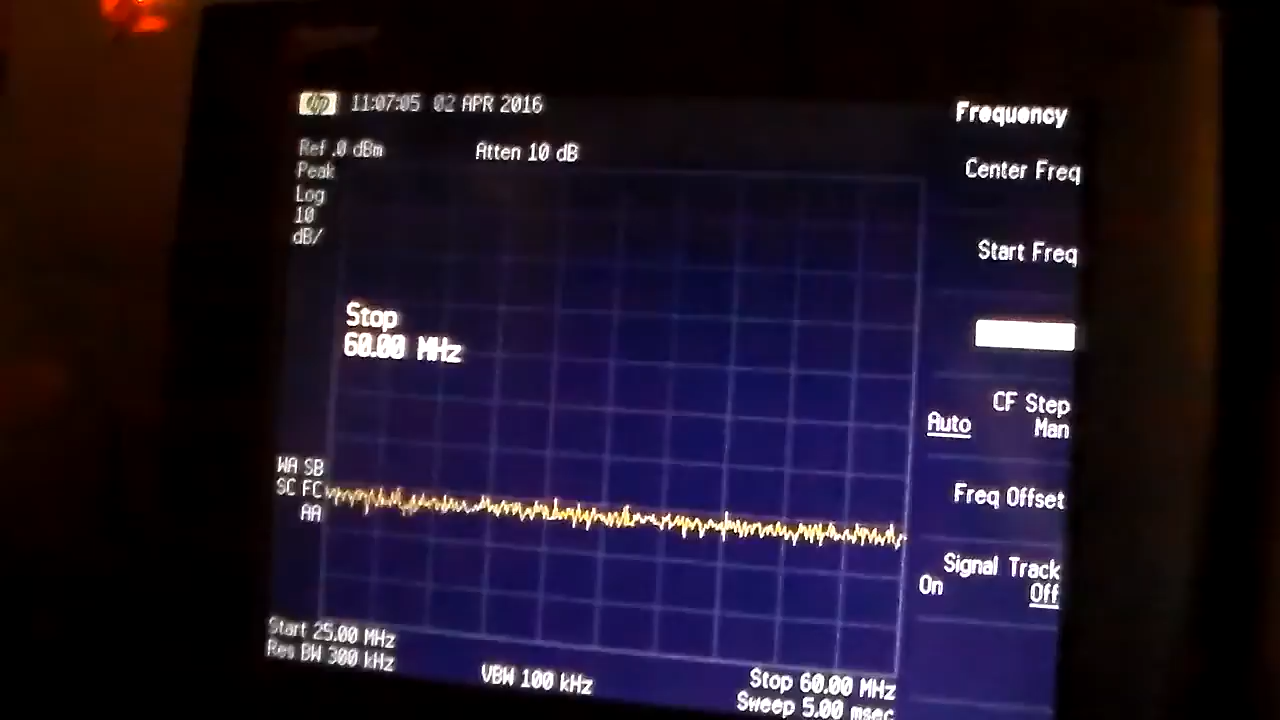 hp 11:07:05 02 APR 2016
Frequency
Ref .0 dBm Atten 10 dB
Peak
Log
10
dB/
Center Freq
Start Freq
Stop
60.00 MHz
CF Step
Auto Man
WA SB
SC FC
AA
Freq Offset
Signal Track
On Off
Start 25.00 MHz
Res BW 300 kHz
VBW 100 kHz
Stop 60.00 MHz
Sweep 5.00 msec